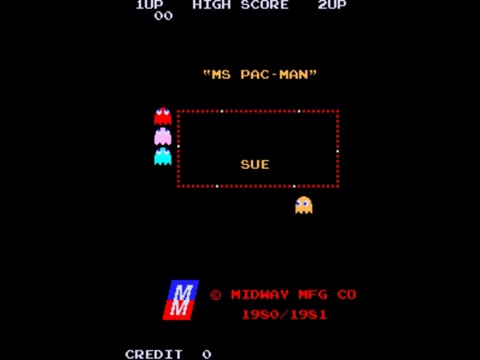 1UP HIGH SCORE 2UP
00
"MS PAC-MAN"
SUE
MM
© MIDWAY MFG CO
1980/1981
CREDIT 0